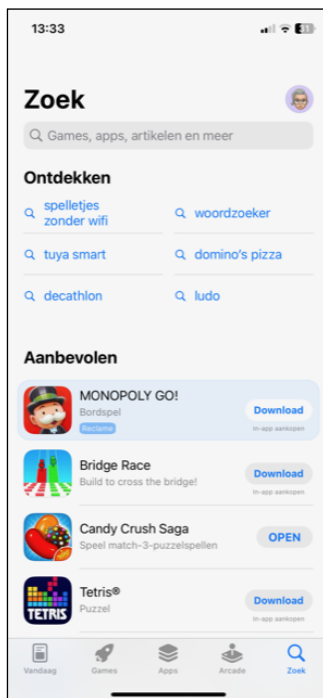 13:33
31
Zoek
Games, apps, artikelen en meer
Ontdekken
spelletjes
zonder wifi
woordzoeker
tuya smart
domino's pizza
decathlon
ludo
Aanbevolen
MONOPOLY GO!
Bordspel
Reclame
Download
In-app aankopen
Bridge Race
Build to cross the bridge!
Download
In-app aankopen
Candy Crush Saga
Speel match-3-puzzelspellen
OPEN
TETRIS
Tetris®
Puzzel
Download
In-app aankopen
Vandaag
Games
Apps
Arcade
Zoek